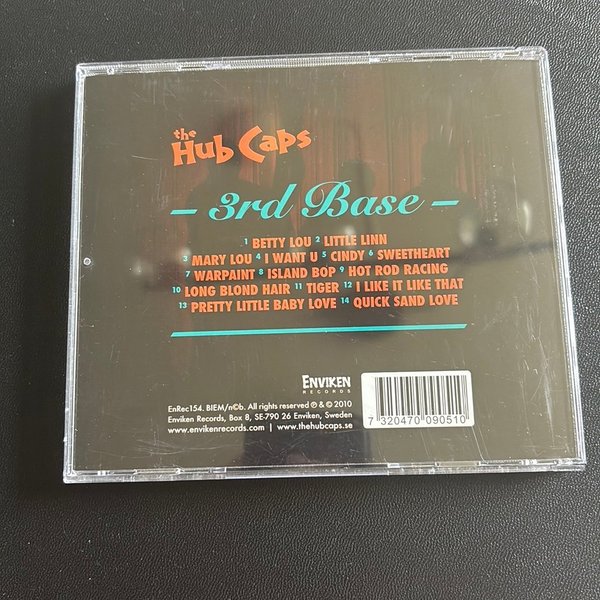 the
Hub Caps
– 3rd Base –
1 BETTY LOU 2 LITTLE LINN
3 MARY LOU 4 I WANT U 5 CINDY 6 SWEETHEART
7 WARPAINT 8 ISLAND BOP 9 HOT ROD RACING
10 LONG BLOND HAIR 11 TIGER 12 I LIKE IT LIKE THAT
13 PRETTY LITTLE BABY LOVE 14 QUICK SAND LOVE
ENVIKEN
RECORDS
EnRec154. BIEM/n©b. All rights reserved ℗ & © 2010
Enviken Records, Box 8, SE-790 26 Enviken, Sweden
www.envikenrecords.com | www.thehubcaps.se
7 320470 090510